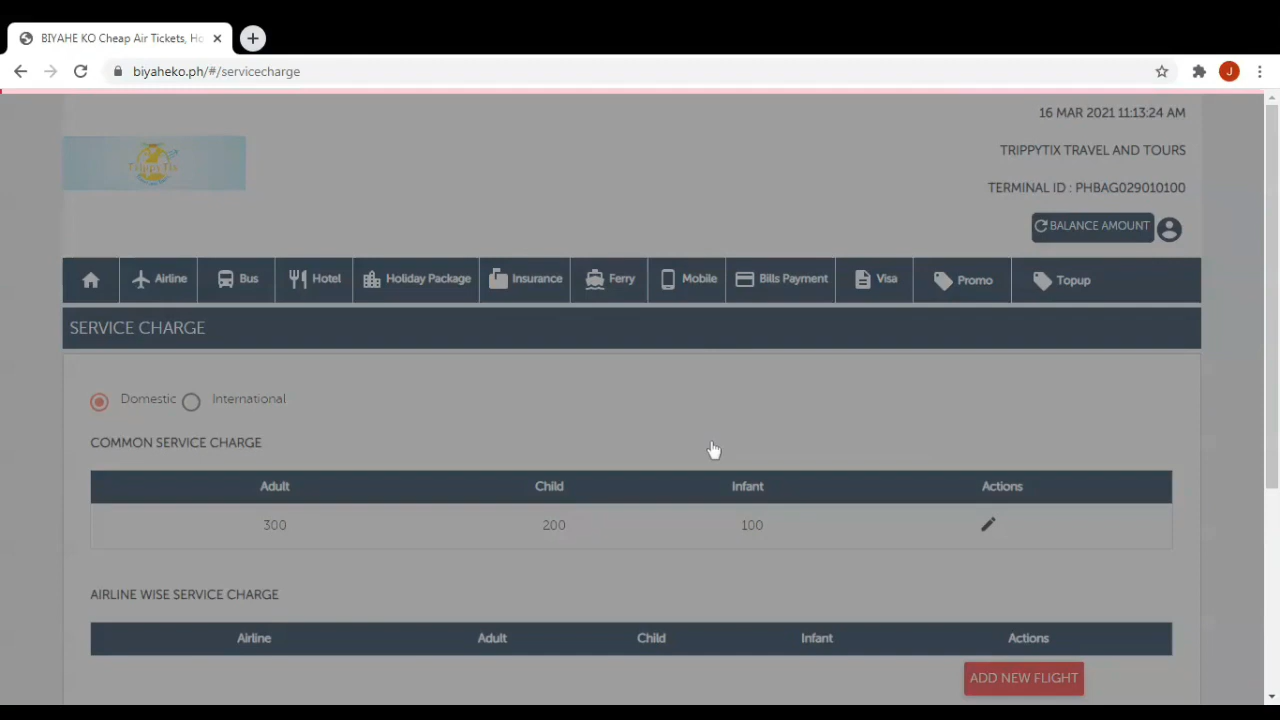 BIYAHE KO Cheap Air Tickets, Ho
biyaheko.ph/#/servicecharge
J
16 MAR 2021 11:13:24 AM
TrippyTix
TRIPPYTIX TRAVEL AND TOURS
TERMINAL ID : PHBAG029010100
BALANCE AMOUNT
Airline Bus Hotel Holiday Package Insurance Ferry Mobile Bills Payment Visa Promo Topup
SERVICE CHARGE
Domestic International
COMMON SERVICE CHARGE
Adult Child Infant Actions
300 200 100
AIRLINE WISE SERVICE CHARGE
Airline Adult Child Infant Actions
ADD NEW FLIGHT